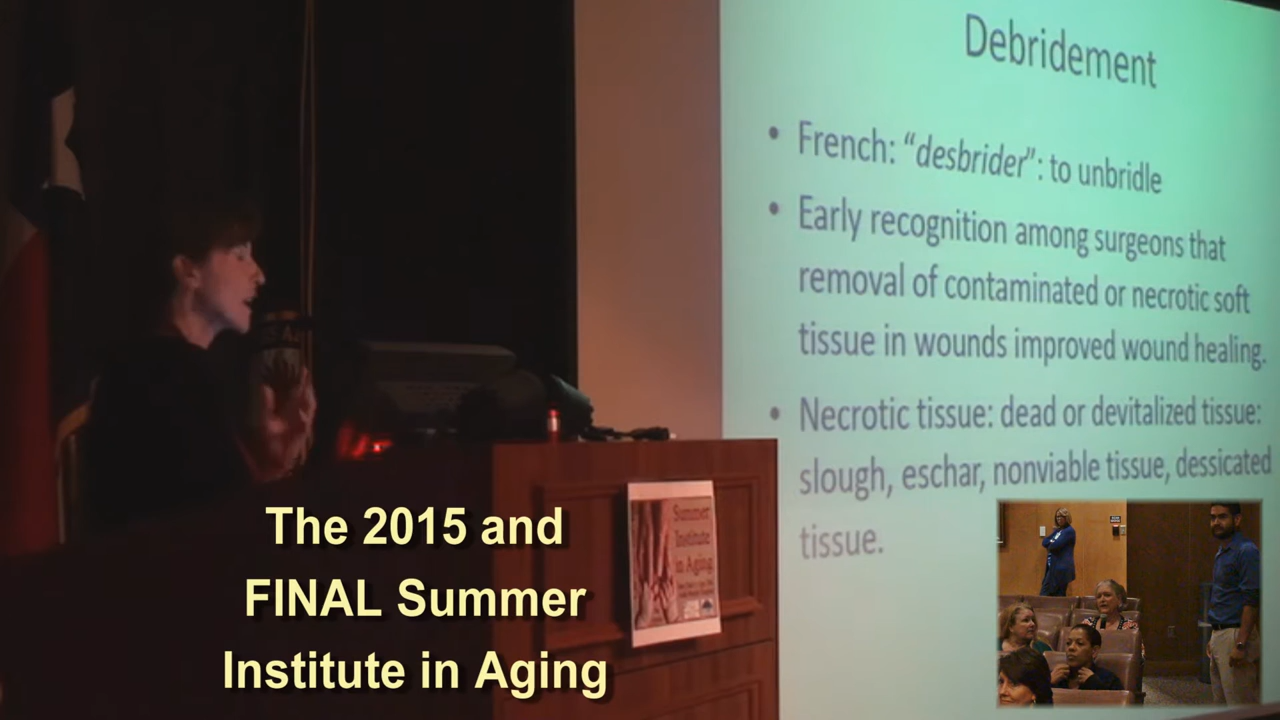 Debridement
• French: “desbrider”: to unbridle
• Early recognition among surgeons that
removal of contaminated or necrotic soft
tissue in wounds improved wound healing.
• Necrotic tissue: dead or devitalized tissue:
slough, eschar, nonviable tissue, dessicated
tissue.
Summer
Institute
in Aging
The 2015 and
FINAL Summer
Institute in Aging